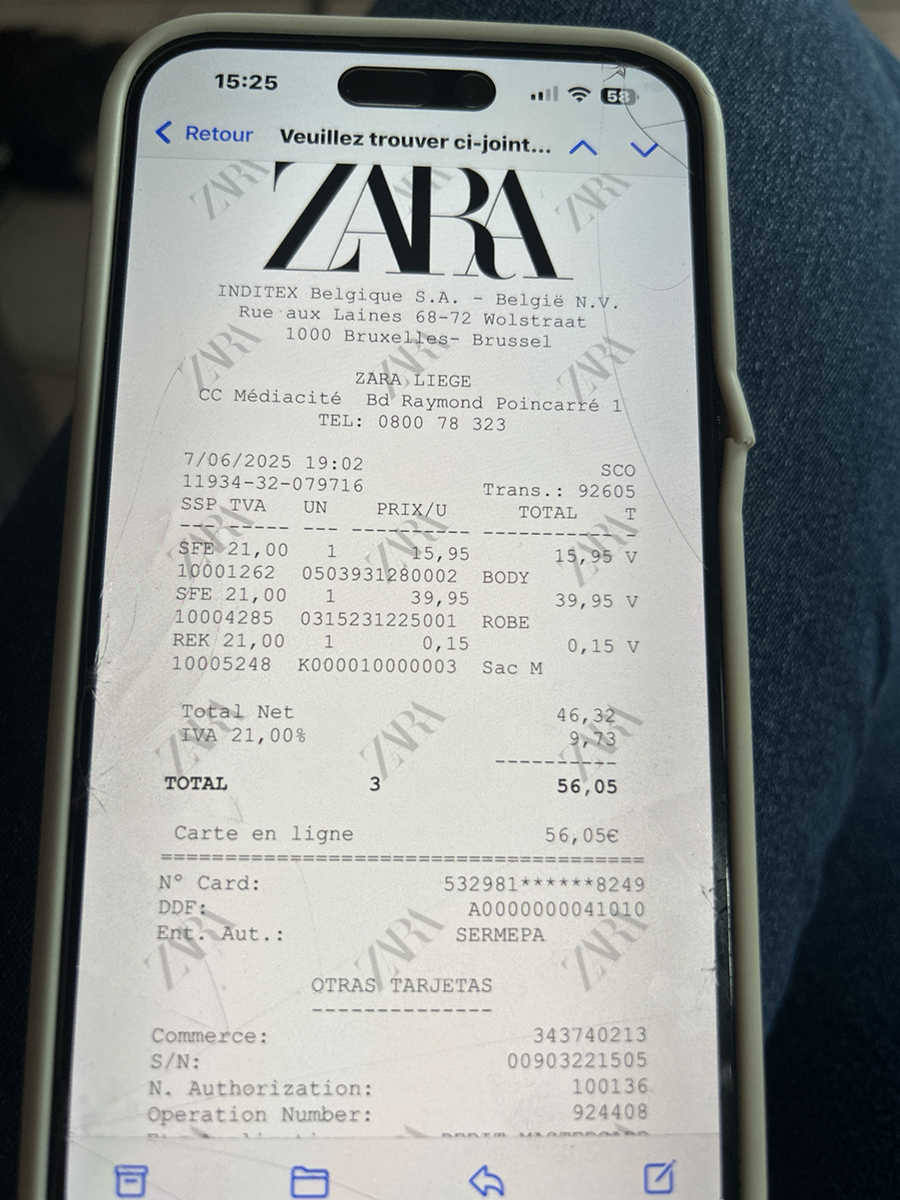 15:25
58
Retour Veuillez trouver ci-joint...
ZARA
INDITEX Belgique S.A. - België N.V.
Rue aux Laines 68-72 Wolstraat
1000 Bruxelles- Brussel
ZARA LIEGE
CC Médiacité Bd Raymond Poincarré 1
TEL: 0800 78 323
7/06/2025 19:02 SCO
11934-32-079716 Trans.: 92605
SSP TVA UN PRIX/U TOTAL T
--- ----- --- ---------- ---------- -
SFE 21,00 1 15,95 15,95 V
10001262 0503931280002 BODY
SFE 21,00 1 39,95 39,95 V
10004285 0315231225001 ROBE
REK 21,00 1 0,15 0,15 V
10005248 K000010000003 Sac M
Total Net 46,32
IVA 21,00% 9,73
----------
TOTAL 3 56,05
Carte en ligne 56,05€
======================================
N° Card: 532981******8249
DDF: A0000000041010
Ent. Aut.: SERMEPA
OTRAS TARJETAS
--------------
Commerce: 343740213
S/N: 00903221505
N. Authorization: 100136
Operation Number: 924408